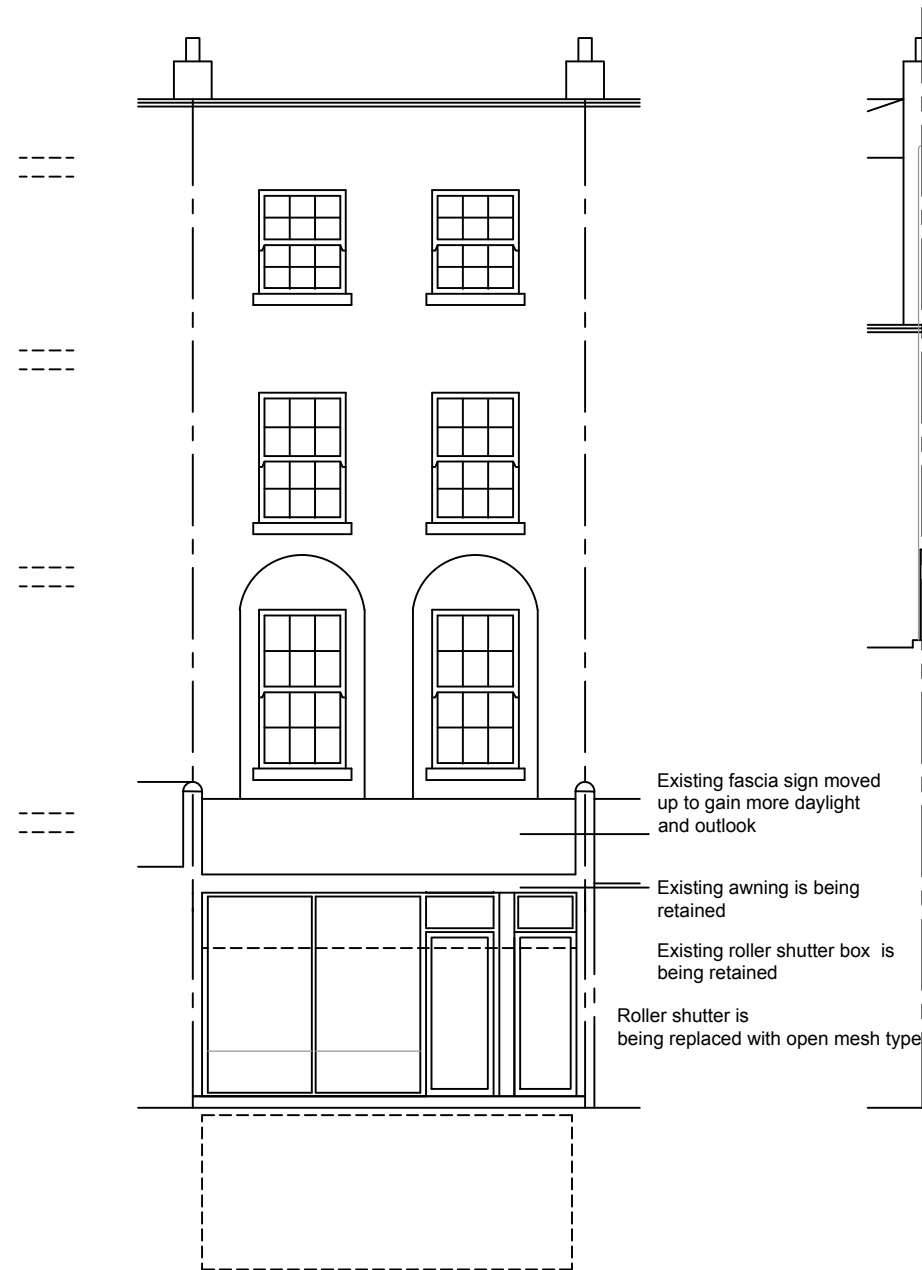 Existing fascia sign moved
up to gain more daylight
and outlook
Existing awning is being
retained
Existing roller shutter box is
being retained
Roller shutter is
being replaced with open mesh type